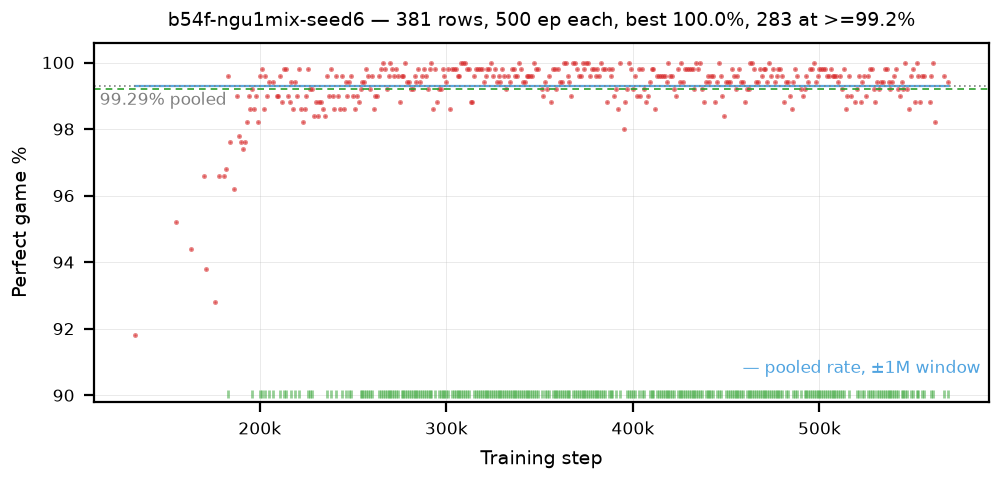 b54f-ngu1mix-seed6 — 381 rows, 500 ep each, best 100.0%, 283 at >=99.2%
Perfect game %
100
98
96
94
92
90
99.29% pooled
— pooled rate, ±1M window
200k
300k
400k
500k
Training step